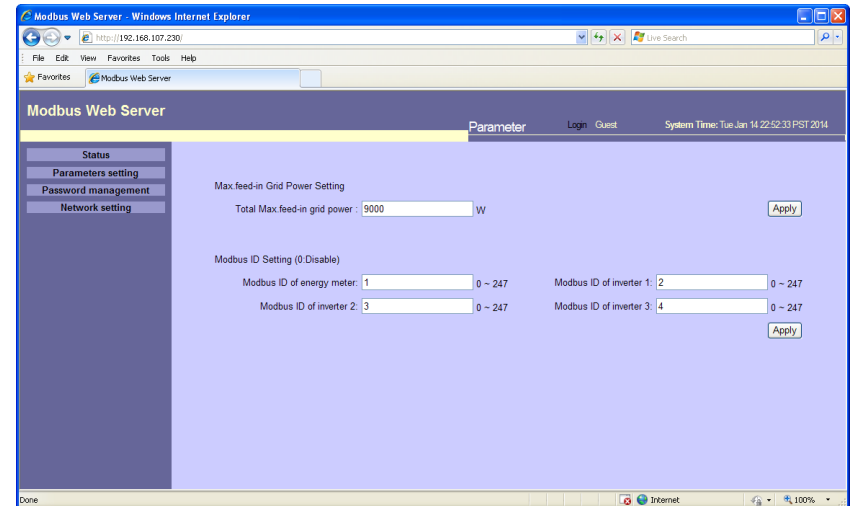 Modbus Web Server - Windows Internet Explorer
http://192.168.107.230/
Live Search
File Edit View Favorites Tools Help
Favorites Modbus Web Server
Modbus Web Server
Parameter Login Guest System Time: Tue Jan 14 22:52:33 PST 2014
Status
Parameters setting
Password management
Network setting
Max.feed-in Grid Power Setting
Total Max.feed-in grid power : 9000 W Apply
Modbus ID Setting (0:Disable)
Modbus ID of energy meter: 1 0 ~ 247 Modbus ID of inverter 1: 2 0 ~ 247
Modbus ID of inverter 2: 3 0 ~ 247 Modbus ID of inverter 3: 4 0 ~ 247
Apply
Done Internet 100%